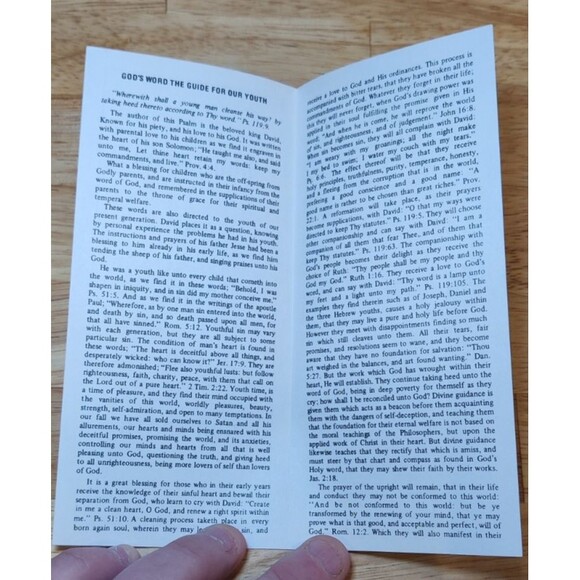 GOD'S WORD THE GUIDE FOR OUR YOUTH
"Wherewith shall a young man cleanse his way? by
taking heed thereto according to Thy word." Ps. 119:9.
The author of this Psalm is the beloved king David,
Known for his piety, and his love to his God. It was written
with parental love to his children as we find it engraven in
the heart of his son Solomon; "He taught me also, and said
unto me, Let thine heart retain my words: keep my
commandments, and live." Prov. 4:4.
What a blessing for children who are the off-spring from
Godly parents, and are instructed in their infancy from the
word of God, and remembered in the supplications of their
parents to the throne of grace for their spiritual and
temporal welfare.
These words are also directed to the youth of our
present generation. David places it as a question, knowing
by personal experience the problems he had in his youth.
The instructions and prayers of his father Jesse had been a
blessing to him already in his early life, as we find him
tending the sheep of his father, and singing praises unto his
God.
He was a youth like unto every child that cometh into
the world, as we find it in these words; "Behold, I was
shapen in iniquity, and in sin did my mother conceive me,"
Ps. 51:5. And as we find it in the writings of the apostle
Paul; "Wherefore, as by one man sin entered into the world,
and death by sin, and so death passed upon all men, for
that all have sinned." Rom. 5:12. Youthful sin may vary
with each generation, but they are all subject to some
particular sin. The condition of man's heart is found in
these words; "The heart is deceitful above all things, and
desperately wicked: who can know it?" Jer. 17:9. They are
therefore admonished; "Flee also youthful lusts: but follow
righteousness, faith, charity, peace, with them that call on
the Lord out of a pure heart." 2 Tim. 2:22. Youth time, is
a time of pleasure, and they find their mind occupied with
the vanities of this world, worldly pleasures, beauty,
strength, self-admiration, and open to many temptations. In
our fall we have all sold ourselves to Satan and all his
allurements, our hearts and minds being ensnared with his
deceitful promises, promising the world, and its anxieties,
controlling our minds and hearts from all that is well
pleasing unto God, questioning the truth, and giving heed
to all unrighteousness, being more lovers of self than lovers
of God.
It is a great blessing for those who in their early years
receive the knowledge of their sinful heart and bewail their
separation from God, who learn to cry with David: "Create
in me a clean heart, O God, and renew a right spirit within
me." Ps. 51:10. A cleaning process taketh place in every
born again soul, wherein they may sin, and
receive a love to God and His ordinances. This process is
accompanied with bitter tears, that they have broken all the
commandments of God. Whatever they forget in their life;
they will never forget, when God's drawing power was
applied in their soul fulfilling the promise given in His
"And when he is come, he will reprove the world
of sin, and righteousness, and of judgement." John 16:8.
When sin becomes sin, they will all complain with David:
"I am weary with my groanings; all the night make
I my bed to swim; I water my couch with my tears."
Ps. 6:6. The effect thereof will be that they receive
holy principles, truthfulness, purity, temperance, honesty,
and a fleeing from the corruption that is in the world,
prefering a good conscience and a good name. "A
good name is rather to be chosen than great riches." Prov.
22:1. A reformation will take place, as their prayers
become supplications, with David: "O that my ways were
directed to keep Thy statutes." Ps. 119:5. They will choose
other companionship and can say with David: "I am a
companion of all them that fear Thee, and of them that
keep Thy statutes." Ps. 119:63. The companionship with
God's people becomes their delight as they receive the
choice of Ruth: "Thy people shall be my people and thy
God my God." Ruth 1:16. They receive a love to God's
word, and can say with David: "Thy word is a lamp unto
my feet and a light unto my path." Ps. 119;105. The
examples they find therein such as of Joseph, Daniel and
the three Hebrew youths, causes a holy jealousy within
them, that they may live a pure and holy life before God.
However they meet with disappointments finding so much
sin which still cleaves unto them. All their tears, fair
promises, and resolutions seem to wane, and they become
aware that they have no foundation for salvation: "Thou
art weighed in the balances, and art found wanting." Dan.
5:27. But the work which God has wrought within their
heart, He will establish. They continue taking heed unto the
word of God, being in deep poverty for themself as they
cry; how shall I be reconciled unto God? Divine guidance is
given them which acts as a beacon before them acquainting
them with the dangers of self-deception, and teaching them
that the foundation for their eternal welfare is not based on
the moral teachings of the Philosophers, but upon the
applied work of Christ in their heart. But divine guidance
likewise teaches them they rectify that which is amiss, and
must steer by that chart and compass as found in God's
Holy word, that they may shew their faith by their works.
Jas. 2:18.
The prayer of the upright will remain, that in their life
and conduct they may not be conformed to this world:
"And be not conformed to this world: but be ye
transformed by the renewing of your mind, that ye may
prove what is that good, and acceptable and perfect, will of
God." Rom. 12:2. Which they will also manifest in their